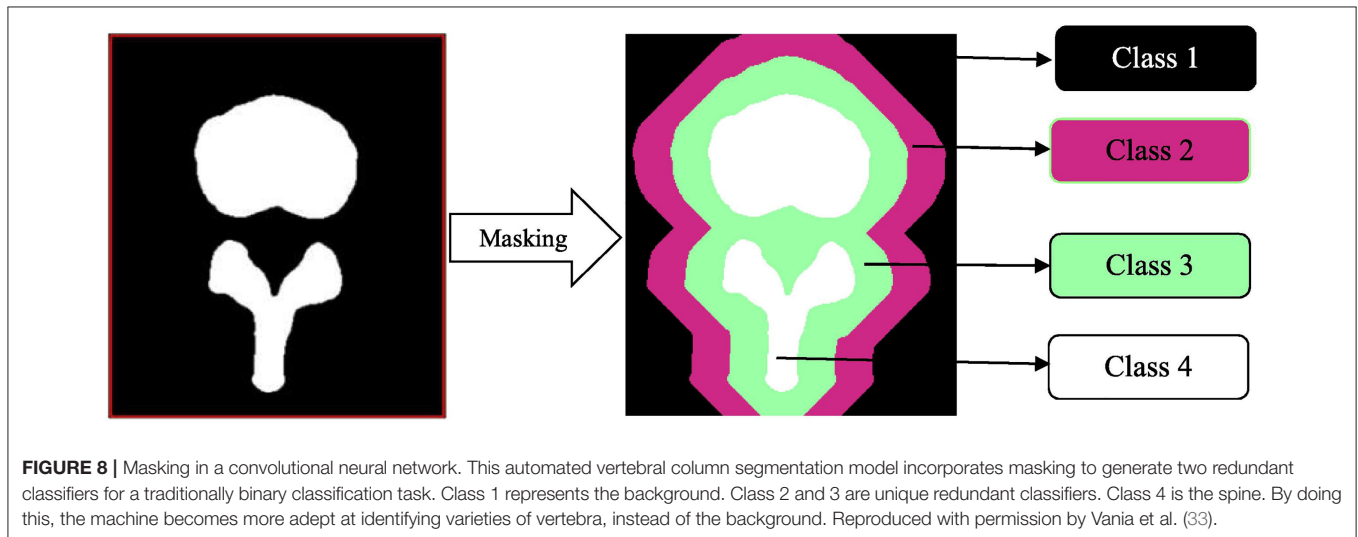 Masking
Class 1
Class 2
Class 3
Class 4
FIGURE 8 | Masking in a convolutional neural network. This automated vertebral column segmentation model incorporates masking to generate two redundant
classifiers for a traditionally binary classification task. Class 1 represents the background. Class 2 and 3 are unique redundant classifiers. Class 4 is the spine. By doing
this, the machine becomes more adept at identifying varieties of vertebra, instead of the background. Reproduced with permission by Vania et al. (33).